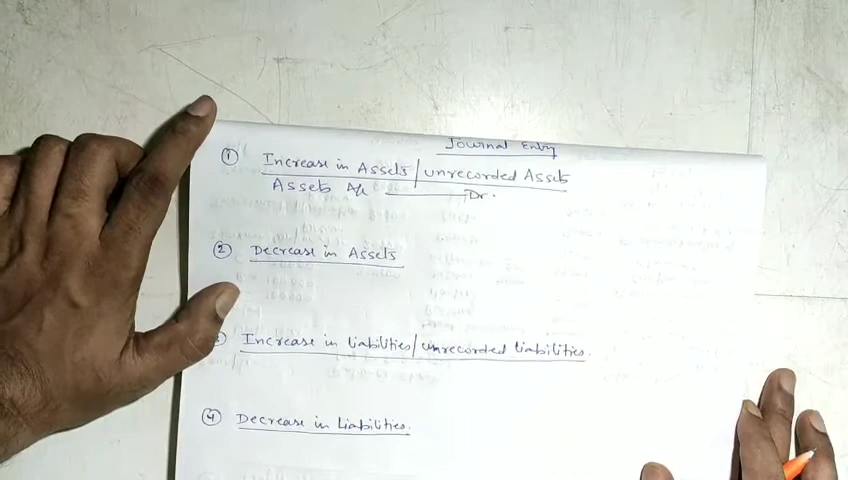 Journal Entry
① Increase in Assets / unrecorded Assets
Assets A/c ——— Dr.
② Decrease in Assets
③ Increase in liabilities / unrecorded liabilities.
④ Decrease in Liabilities.